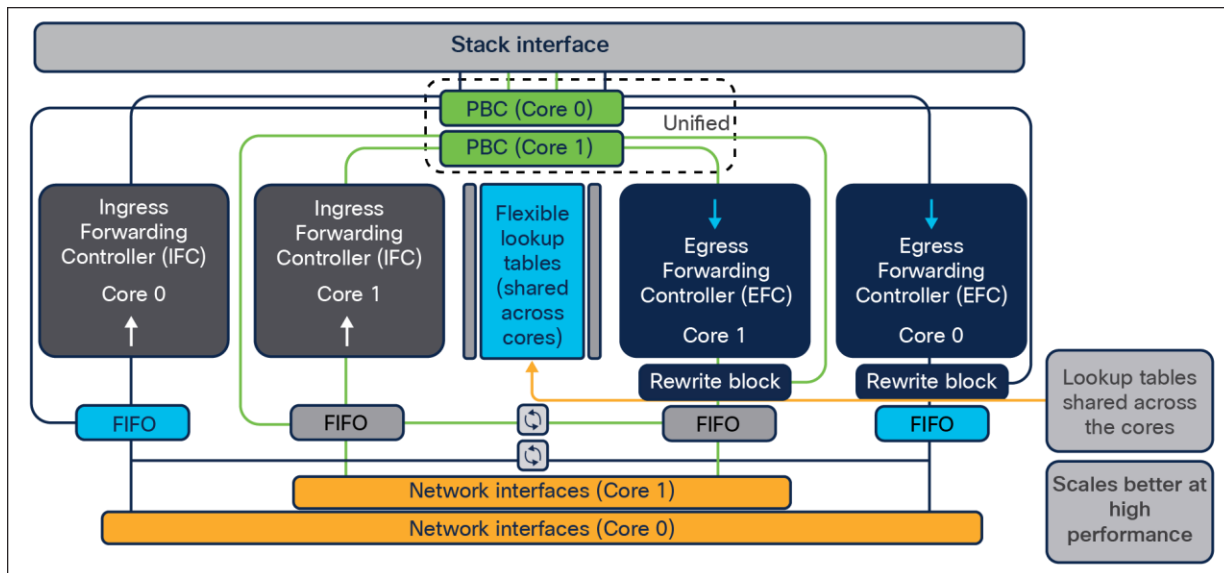 Stack interface
PBC (Core 0)
Unified
PBC (Core 1)
Ingress
Forwarding
Controller (IFC)
Core 0
Ingress
Forwarding
Controller (IFC)
Core 1
Flexible
lookup
tables
(shared
across
cores)
Egress
Forwarding
Controller (EFC)
Core 1
Egress
Forwarding
Controller (EFC)
Core 0
Rewrite block
Rewrite block
Lookup tables
shared across
the cores
FIFO
FIFO
FIFO
FIFO
Network interfaces (Core 1)
Network interfaces (Core 0)
Scales better at
high
performance